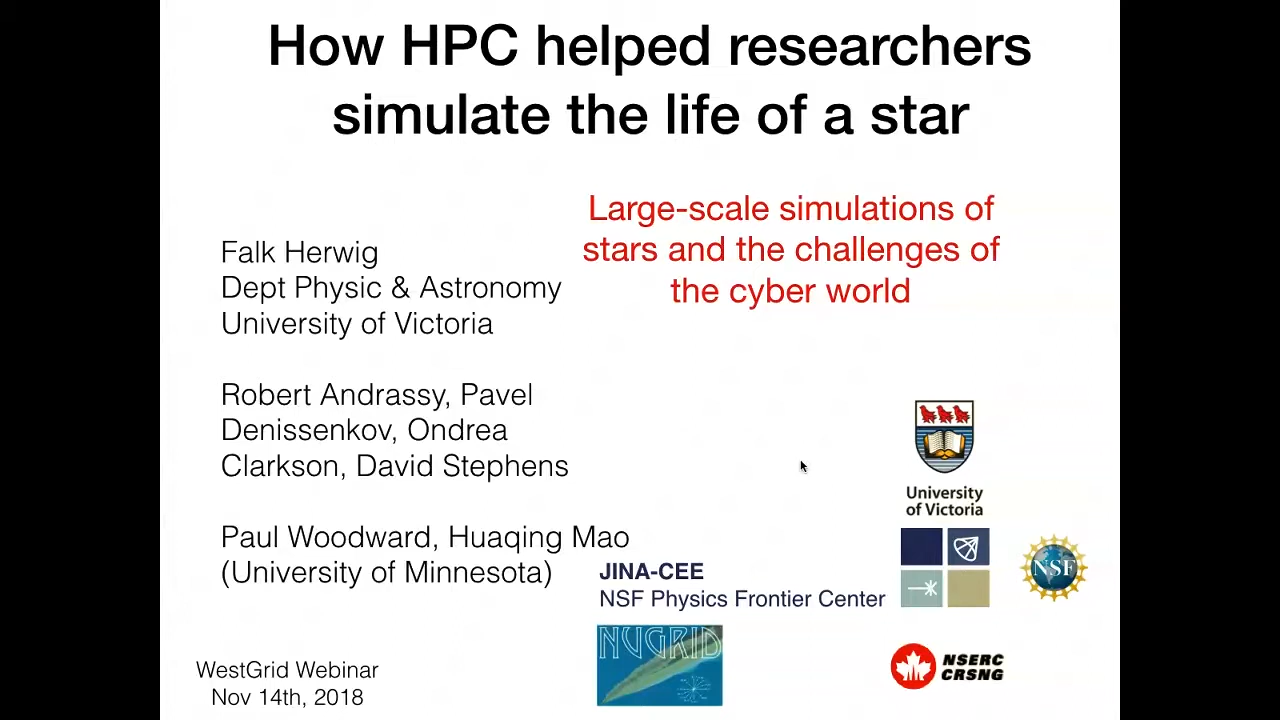 How HPC helped researchers
simulate the life of a star
Large-scale simulations of
stars and the challenges of
the cyber world
Falk Herwig
Dept Physic & Astronomy
University of Victoria
Robert Andrassy, Pavel
Denissenkov, Ondrea
Clarkson, David Stephens
Paul Woodward, Huaqing Mao
(University of Minnesota)
University
of Victoria
JINA-CEE
NSF Physics Frontier Center
NSF
NUGRID
NSERC
CRSNG
WestGrid Webinar
Nov 14th, 2018